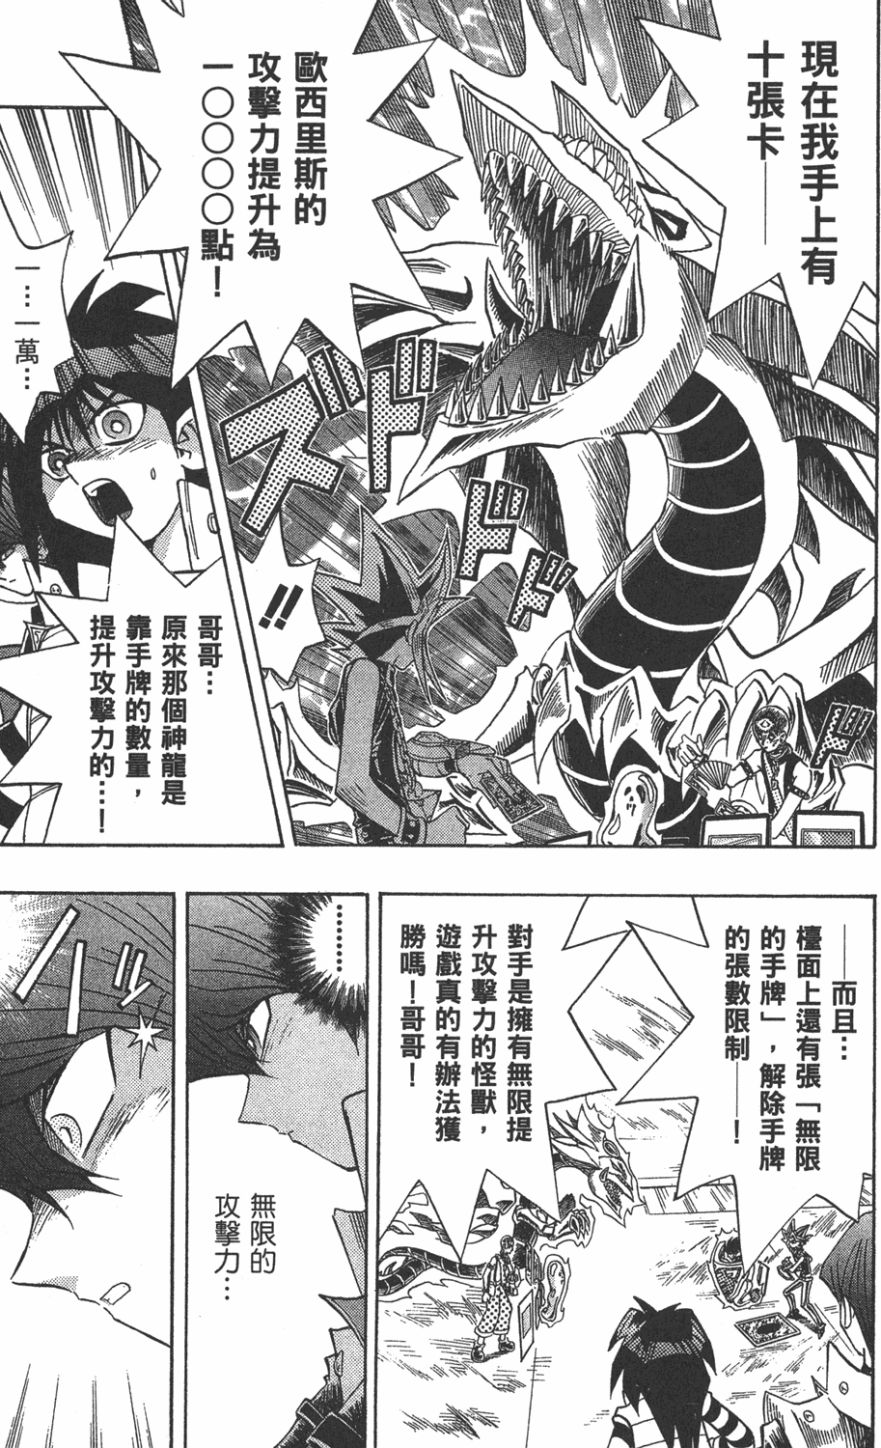 現在我手上有
十張卡——
歐西里斯的
攻擊力提升為
一〇〇〇〇點！
ズ
ド
ド
ド
ド
!!
一…一萬…
哥哥…
原來那個神龍是
靠手牌的數量，
提升攻擊力的…！
——而且…
檯面上還有張「無限
的手牌」，解除手牌
的張數限制——！
對手是擁有無限提
升攻擊力的怪獸，
遊戲真的有辦法獲
勝嗎！哥哥！
…………
無限的
攻擊力…